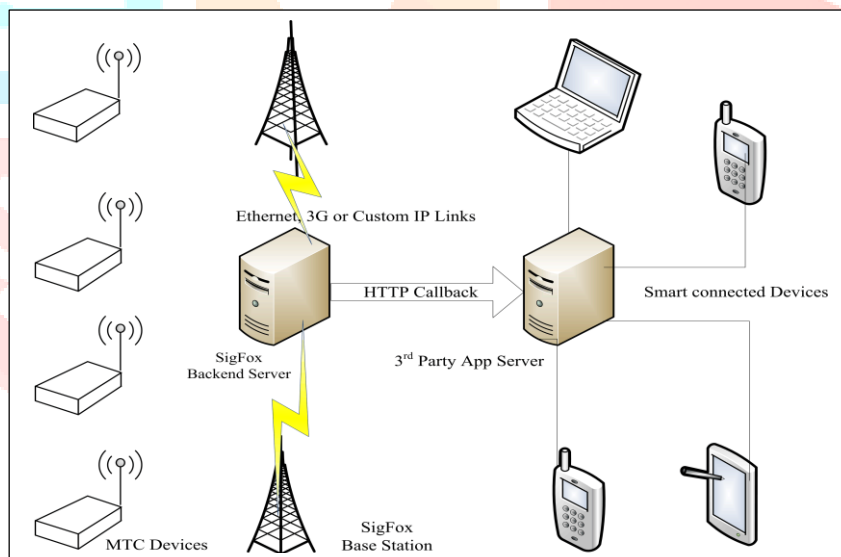 Ethernet, 3G or Custom IP Links
HTTP Callback
Smart connected Devices
SigFox
Backend Server
3rd Party App Server
MTC Devices
SigFox
Base Station